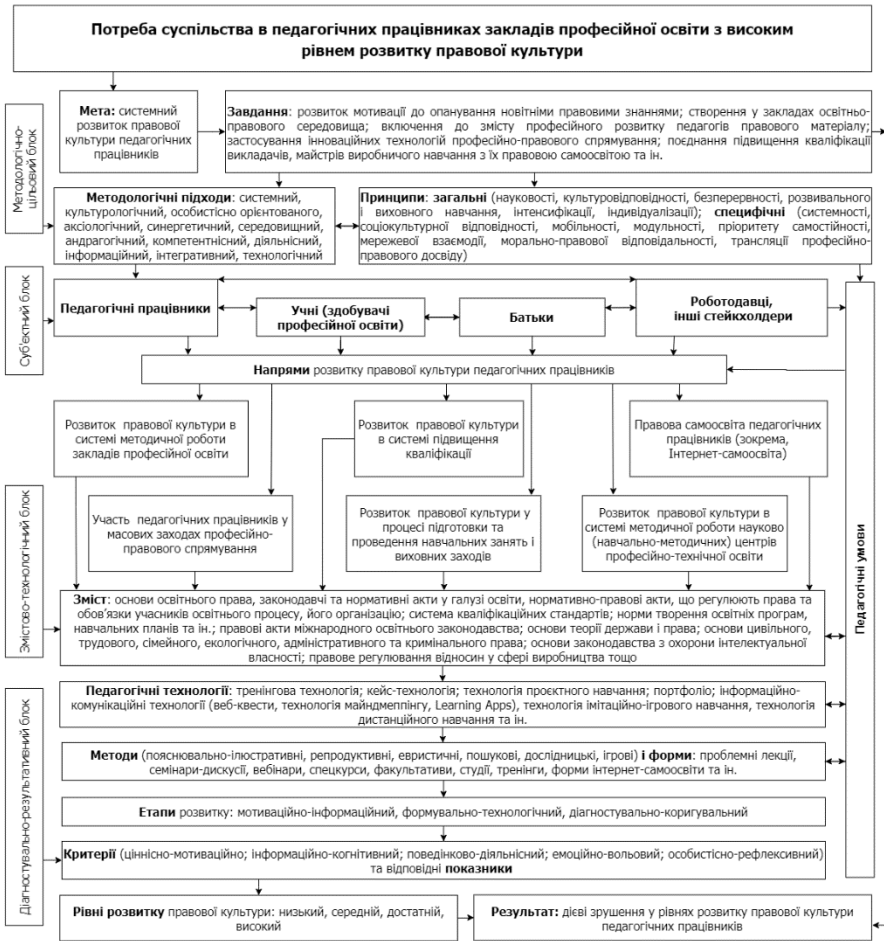 Потреба суспільства в педагогічних працівниках закладів професійної освіти з високим
рівнем розвитку правової культури
Методологічно-
цільовий блок
Мета: системний
розвиток правової
культури педагогічних
працівників
Завдання: розвиток мотивації до опанування новітніми правовими знаннями; створення у закладах освітньо-
правового середовища; включення до змісту професійного розвитку педагогів правового матеріалу;
застосування інноваційних технологій професійно-правового спрямування; поєднання підвищення кваліфікації
викладачів, майстрів виробничого навчання з їх правовою самоосвітою та ін.
Методологічні підходи: системний,
культурологічний, особистісно орієнтованого,
аксіологічний, синергетичний, середовищний,
андрагогічний, компетентнісний, діяльнісний,
інформаційний, інтегративний, технологічний
Принципи: загальні (науковості, культуровідповідності, безперервності, розвивального
і виховного навчання, інтенсифікації, індивідуалізації); специфічні (системності,
соціокультурної відповідності, мобільності, модульності, пріоритету самостійності,
мережевої взаємодії, морально-правової відповідальності, трансляції професійно-
правового досвіду)
Суб'єктний блок
Педагогічні працівники
Учні (здобувачі
професійної освіти)
Батьки
Роботодавці,
інші стейкхолдери
Напрями розвитку правової культури педагогічних працівників
Змістово-технологічний блок
Розвиток правової культури в
системі методичної роботи
закладів професійної освіти
Розвиток правової культури
в системі підвищення
кваліфікації
Правова самоосвіта педагогічних
працівників (зокрема,
Інтернет-самоосвіта)
Участь педагогічних працівників у
масових заходах професійно-
правового спрямування
Розвиток правової культури у
процесі підготовки та
проведення навчальних занять і
виховних заходів
Розвиток правової культури в
системі методичної роботи науково
(навчально-методичних) центрів
професійно-технічної освіти
Педагогічні умови
Зміст: основи освітнього права, законодавчі та нормативні акти у галузі освіти, нормативно-правові акти, що регулюють права та
обов'язки учасників освітнього процесу, його організацію; система кваліфікаційних стандартів; норми творення освітніх програм,
навчальних планів та ін.; правові акти міжнародного освітнього законодавства; основи теорії держави і права; основи цивільного,
трудового, сімейного, екологічного, адміністративного та кримінального права; основи законодавства з охорони інтелектуальної
власності; правове регулювання відносин у сфері виробництва тощо
Діагностувально-результативний блок
Педагогічні технології: тренінгова технологія; кейс-технологія; технологія проєктного навчання; портфоліо; інформаційно-
комунікаційні технології (веб-квести, технологія майндмеппінгу, Learning Apps), технологія імітаційно-ігрового навчання, технологія
дистанційного навчання та ін.
Методи (пояснювально-ілюстративні, репродуктивні, евристичні, пошукові, дослідницькі, ігрові) і форми: проблемні лекції,
семінари-дискусії, вебінари, спецкурси, факультативи, студії, тренінги, форми інтернет-самоосвіти та ін.
Етапи розвитку: мотиваційно-інформаційний, формувально-технологічний, діагностувально-коригувальний
Критерії (ціннісно-мотиваційно; інформаційно-когнітивний; поведінково-діяльнісний; емоційно-вольовий; особистісно-рефлексивний)
та відповідні показники
Рівні розвитку правової культури: низький, середній, достатній,
високий
Результат: дієві зрушення у рівнях розвитку правової культури
педагогічних працівників